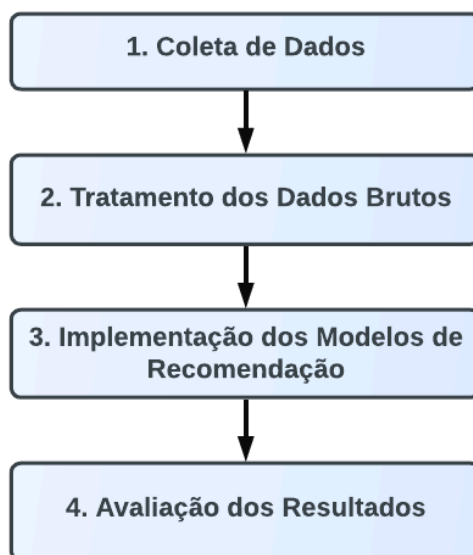 1. Coleta de Dados
2. Tratamento dos Dados Brutos
3. Implementação dos Modelos de
Recomendação
4. Avaliação dos Resultados